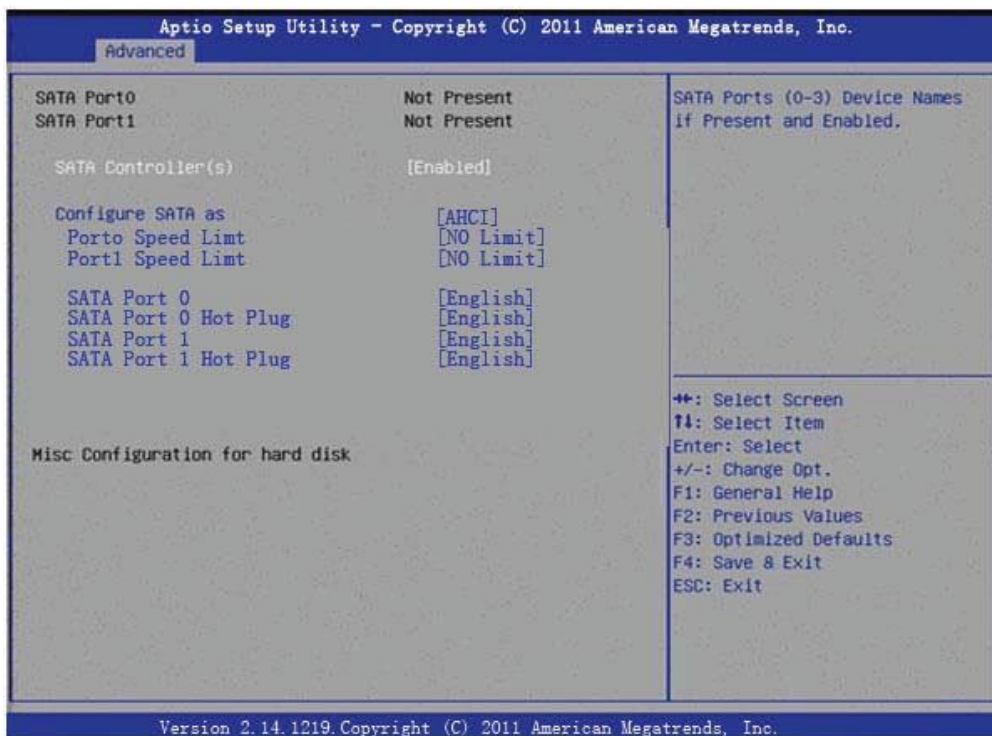 Aptio Setup Utility - Copyright (C) 2011 American Megatrends, Inc.
Advanced
SATA Port0 Not Present
SATA Port1 Not Present
SATA Controller(s) [Enabled]
Configure SATA as [AHCI]
Porto Speed Limt [NO Limit]
Port1 Speed Limt [NO Limit]
SATA Port 0 [English]
SATA Port 0 Hot Plug [English]
SATA Port 1 [English]
SATA Port 1 Hot Plug [English]
Misc Configuration for hard disk
SATA Ports (0-3) Device Names
if Present and Enabled.
→←: Select Screen
↑↓: Select Item
Enter: Select
+/-: Change Opt.
F1: General Help
F2: Previous Values
F3: Optimized Defaults
F4: Save & Exit
ESC: Exit
Version 2.14.1219.Copyright (C) 2011 American Megatrends, Inc.